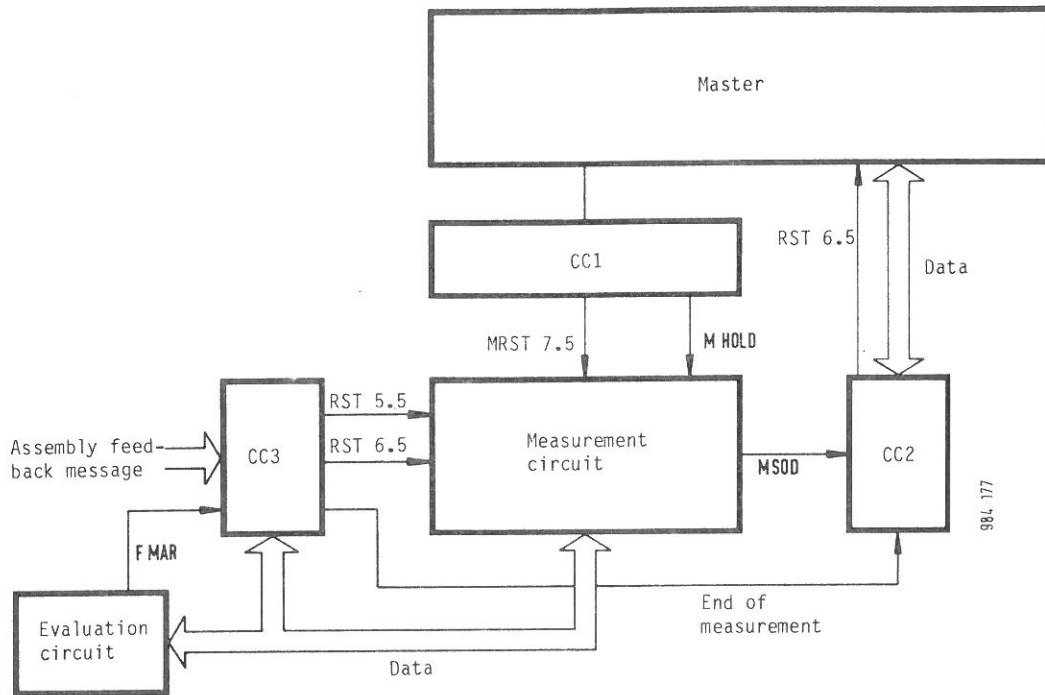 Master
CC1
RST 6.5
Data
MRST 7.5
M HOLD
Assembly feed-
back message
CC3
RST 5.5
RST 6.5
Measurement
circuit
MSOD
CC2
984 177
F MAR
End of
measurement
Evaluation
circuit
Data